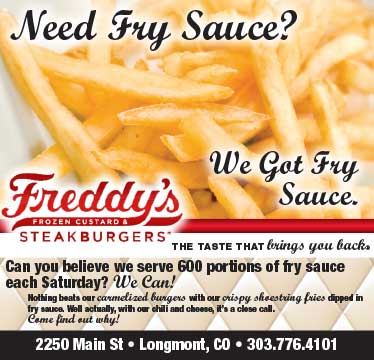 Need Fry Sauce?
We Got Fry
Sauce.
Freddy's
FROZEN CUSTARD &
STEAKBURGERS
THE TASTE THAT brings you back.
Can you believe we serve 600 portions of fry sauce
each Saturday? We Can!
Nothing beats our carmelized burgers with our crispy shoestring fries dipped in
fry sauce. Well actually, with our chili and cheese, it's a close call.
Come find out why!
2250 Main St • Longmont, CO • 303.776.4101